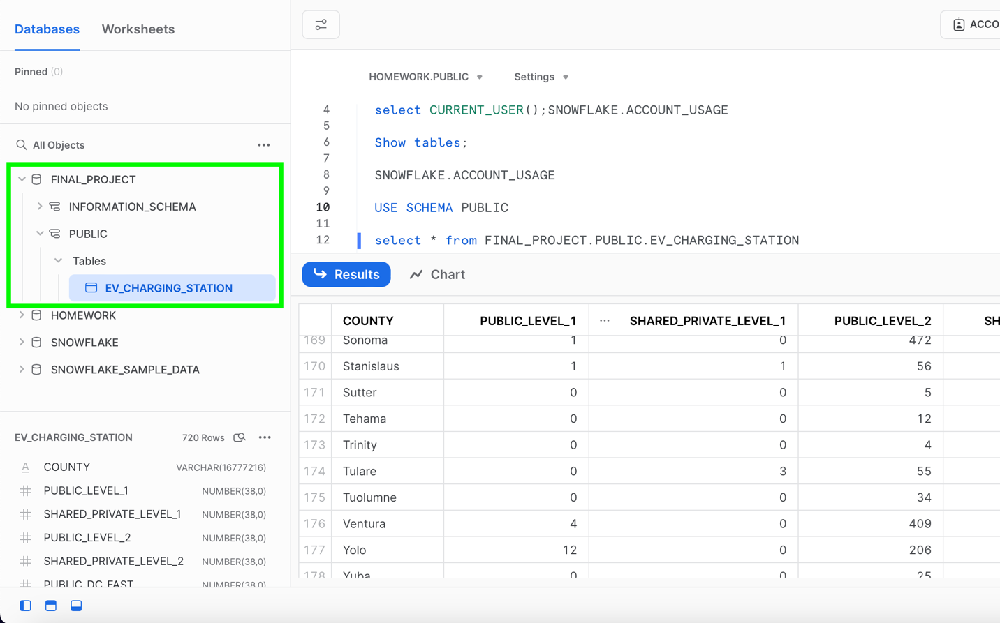 Databases Worksheets
Pinned (0)
No pinned objects
All Objects
FINAL_PROJECT
INFORMATION_SCHEMA
PUBLIC
Tables
EV_CHARGING_STATION
HOMEWORK
SNOWFLAKE
SNOWFLAKE_SAMPLE_DATA
EV_CHARGING_STATION 720 Rows
COUNTY VARCHAR(16777216)
PUBLIC_LEVEL_1 NUMBER(38,0)
SHARED_PRIVATE_LEVEL_1 NUMBER(38,0)
PUBLIC_LEVEL_2 NUMBER(38,0)
SHARED_PRIVATE_LEVEL_2 NUMBER(38,0)
PUBLIC_DC_FAST NUMBER(38,0)
ACCO
HOMEWORK.PUBLIC Settings
4 select CURRENT_USER();SNOWFLAKE.ACCOUNT_USAGE
5
6 Show tables;
7
8 SNOWFLAKE.ACCOUNT_USAGE
9
10 USE SCHEMA PUBLIC
11
12 select * from FINAL_PROJECT.PUBLIC.EV_CHARGING_STATION
Results Chart
COUNTY PUBLIC_LEVEL_1 ... SHARED_PRIVATE_LEVEL_1 PUBLIC_LEVEL_2 SH
169 Sonoma 1 0 472
170 Stanislaus 1 1 56
171 Sutter 0 0 5
172 Tehama 0 0 12
173 Trinity 0 0 4
174 Tulare 0 3 55
175 Tuolumne 0 0 34
176 Ventura 4 0 409
177 Yolo 12 0 206
178 Yuba 0 0 25